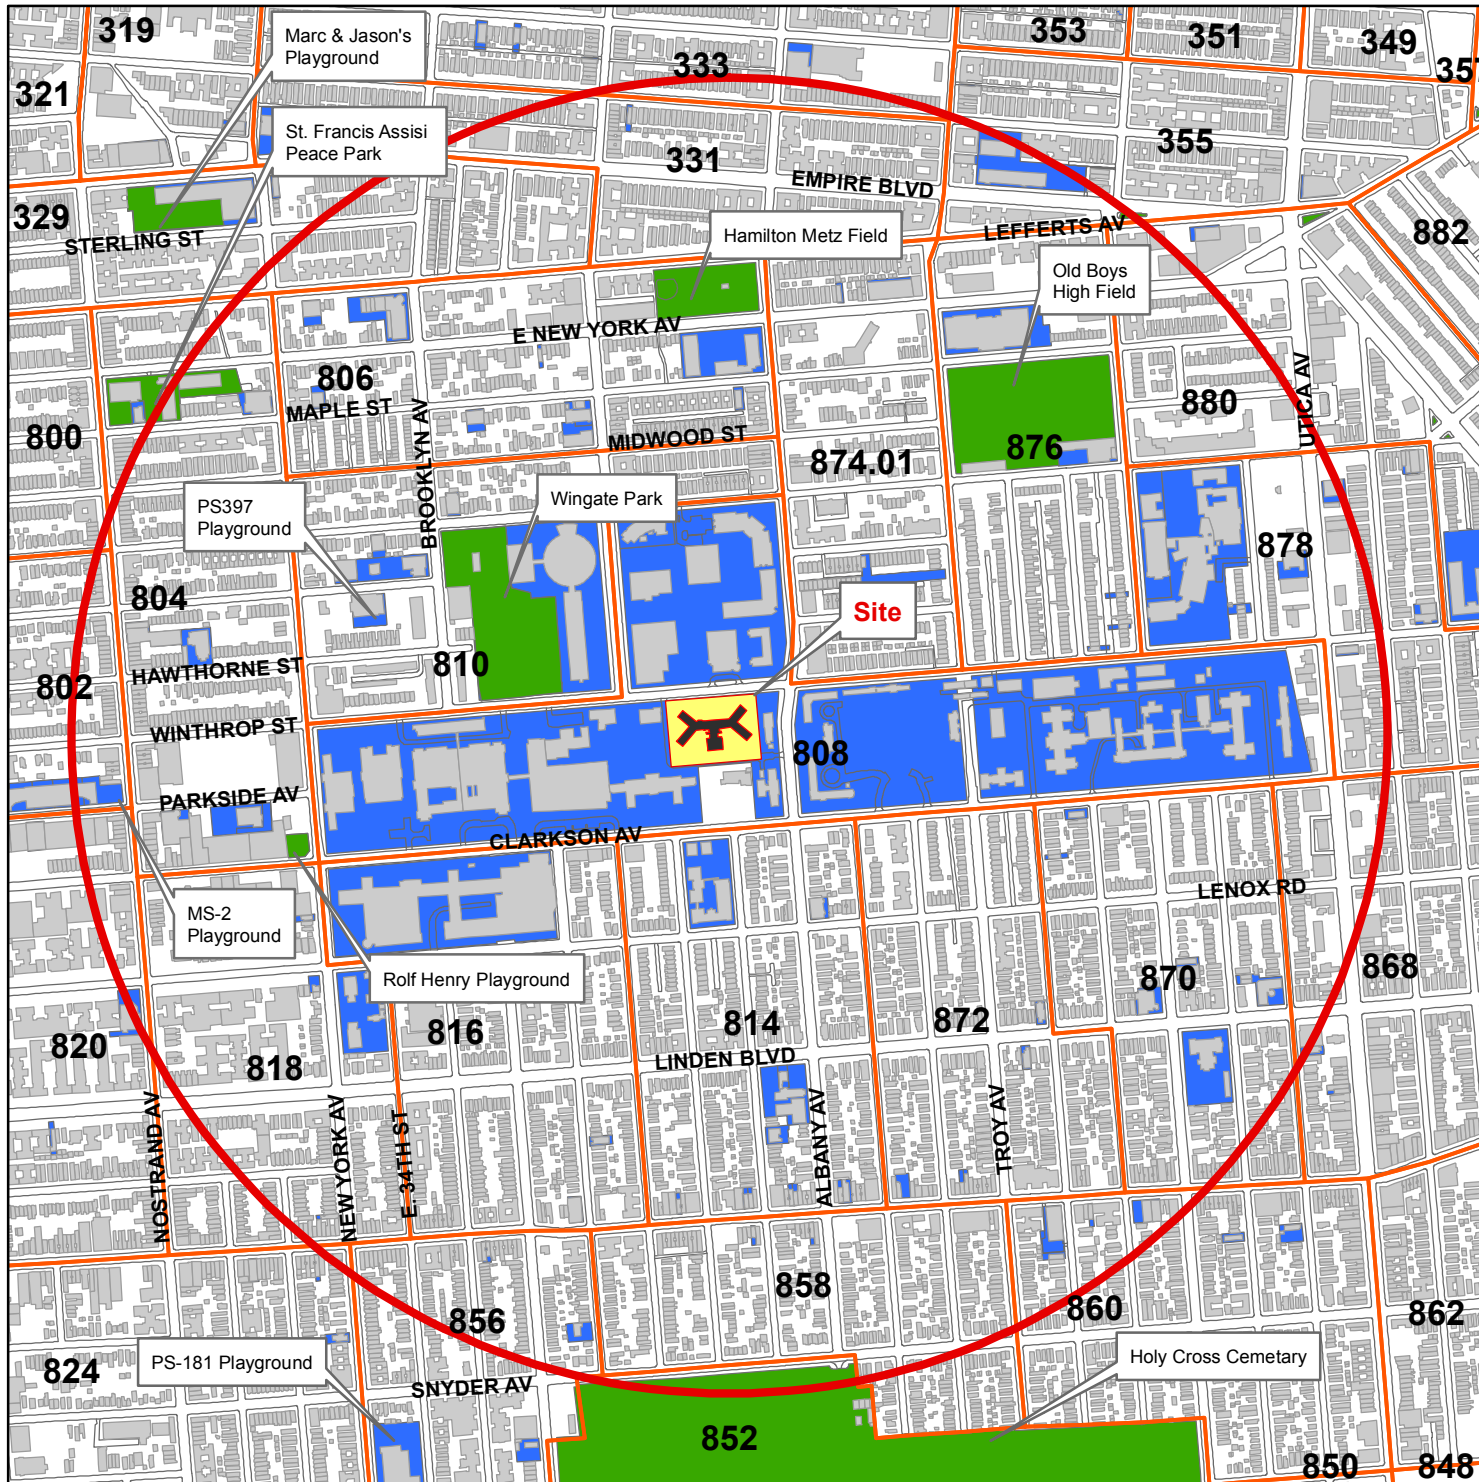 319
Marc & Jason's
Playground
333
353
351
349
357
321
St. Francis Assisi
Peace Park
331
355
EMPIRE BLVD
329
STERLING ST
Hamilton Metz Field
LEFFERTS AV
882
Old Boys
High Field
E NEW YORK AV
806
MAPLE ST
BROOKLYN AV
UTICA AV
880
800
MIDWOOD ST
874.01
876
PS397
Playground
Wingate Park
878
804
Site
810
HAWTHORNE ST
802
WINTHROP ST
808
PARKSIDE AV
CLARKSON AV
LENOX RD
MS-2
Playground
Rolf Henry Playground
868
870
820
816
814
872
818
LINDEN BLVD
NOSTRAND AV
NEW YORK AV
E. 34TH ST
ALBANY AV
TROY AV
858
860
862
856
824
PS-181 Playground
Holy Cross Cemetary
SNYDER AV
852
850
848